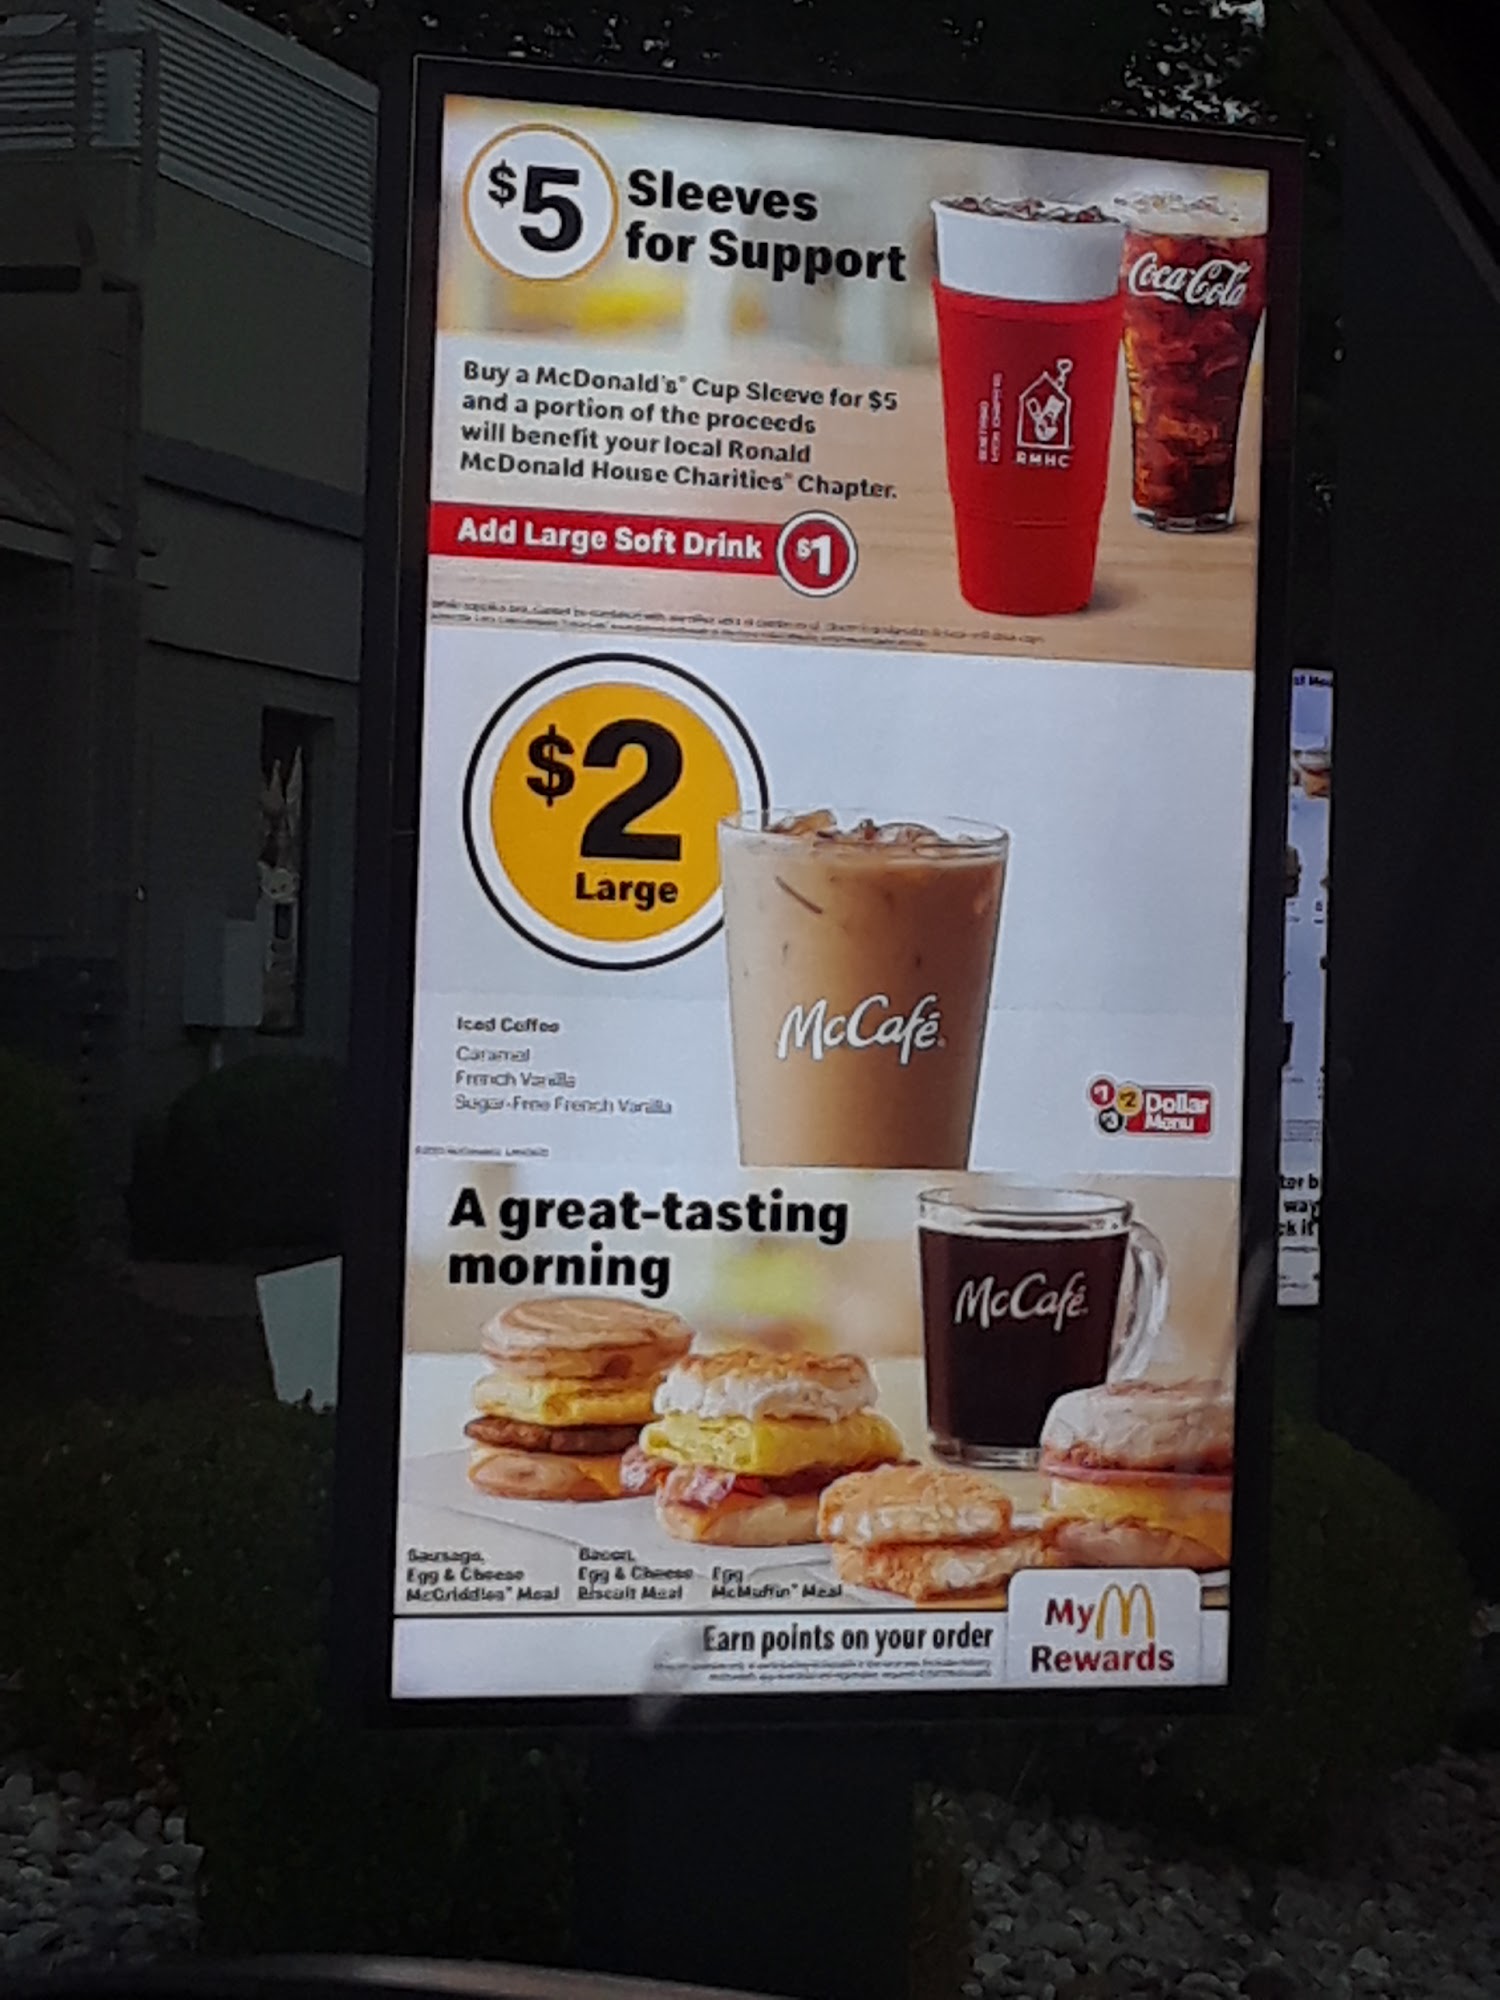 $5
Sleeves
for Support
Coca-Cola
Buy a McDonald's® Cup Sleeve for $5
and a portion of the proceeds
will benefit your local Ronald
McDonald House Charities® Chapter.
RMHC
Add Large Soft Drink $1
$2
Large
McCafé
Iced Coffee
Caramel
French Vanilla
Sugar-Free French Vanilla
$1 $2 $3 Dollar
Menu
A great-tasting
morning
McCafé
Sausage,
Egg & Cheese
McGriddles® Meal
Bacon,
Egg & Cheese
Biscuit Meal
Egg
McMuffin® Meal
Earn points on your order
My
Rewards